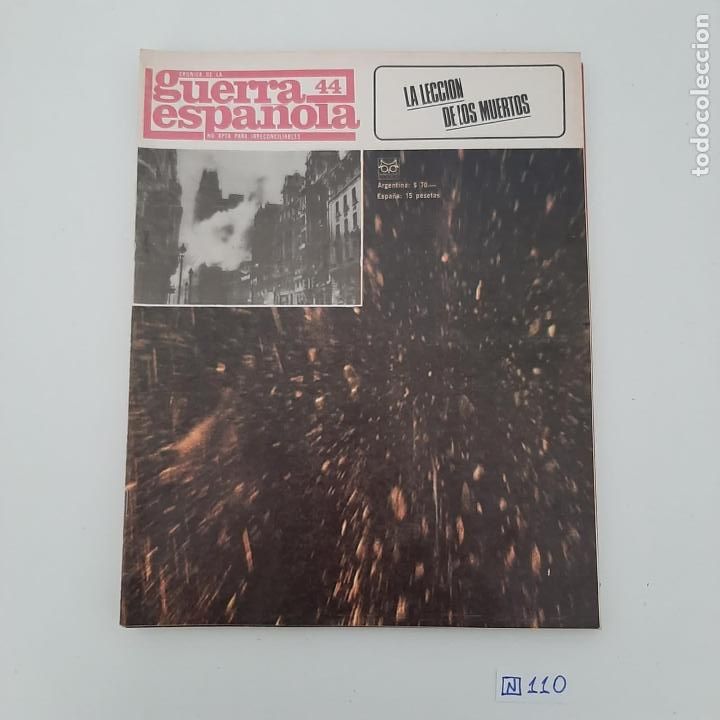 CRONICA DE LA
guerra 44
española
NO APTA PARA IRRECONCILIABLES
LA LECCION
DE LOS MUERTOS
Argentina: $ 70.—
España: 15 pesetas
N 110
todocoleccion